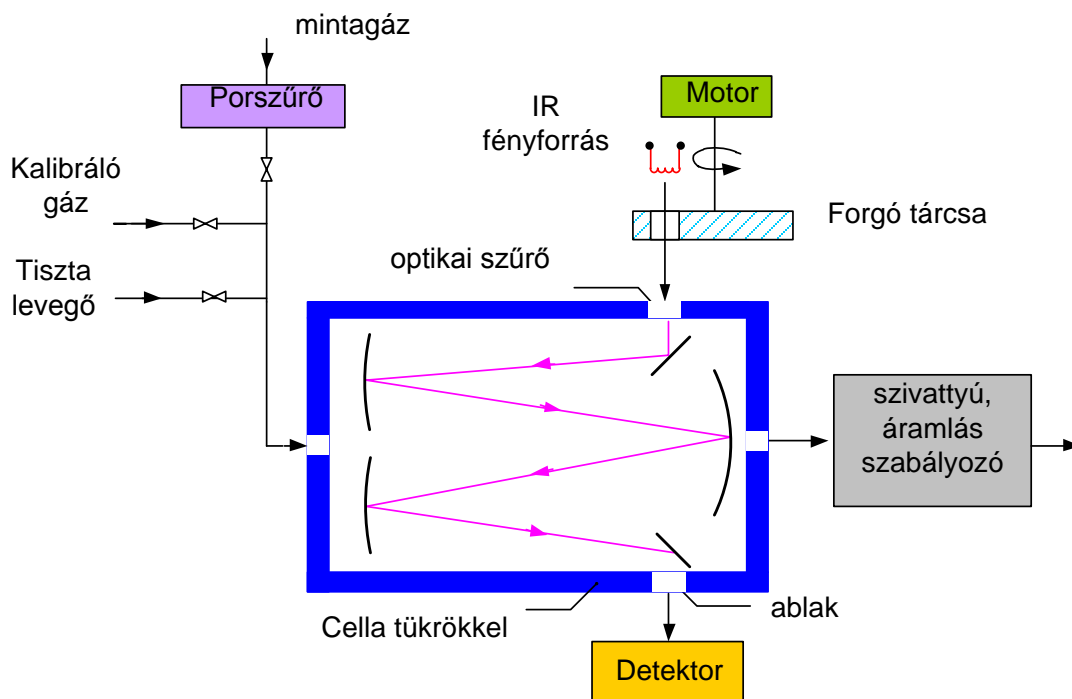 mintagáz
Porszűrő
Motor
IR
fényforrás
Kalibráló
gáz
Forgó tárcsa
optikai szűrő
Tiszta
levegő
szivattyú,
áramlás
szabályozó
ablak
Cella tükrökkel
Detektor